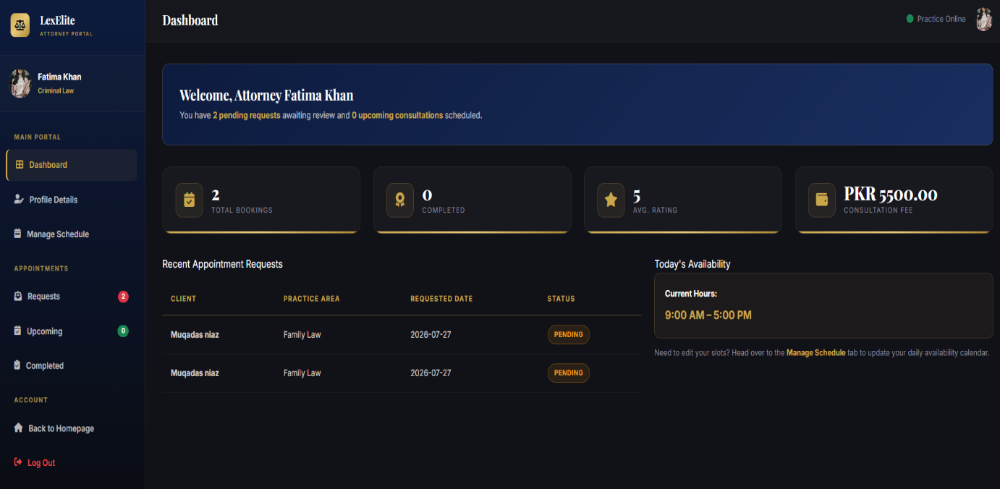 LexElite
ATTORNEY PORTAL
Fatima Khan
Criminal Law
MAIN PORTAL
Dashboard
Profile Details
Manage Schedule
APPOINTMENTS
Requests 2
Upcoming 0
Completed
ACCOUNT
Back to Homepage
Log Out
Dashboard
Practice Online
Welcome, Attorney Fatima Khan
You have 2 pending requests awaiting review and 0 upcoming consultations scheduled.
2
TOTAL BOOKINGS
0
COMPLETED
5
AVG. RATING
PKR 5500.00
CONSULTATION FEE
Recent Appointment Requests
CLIENT PRACTICE AREA REQUESTED DATE STATUS
Muqadas niaz Family Law 2026-07-27 PENDING
Muqadas niaz Family Law 2026-07-27 PENDING
Today's Availability
Current Hours:
9:00 AM – 5:00 PM
Need to edit your slots? Head over to the Manage Schedule tab to update your daily availability calendar.